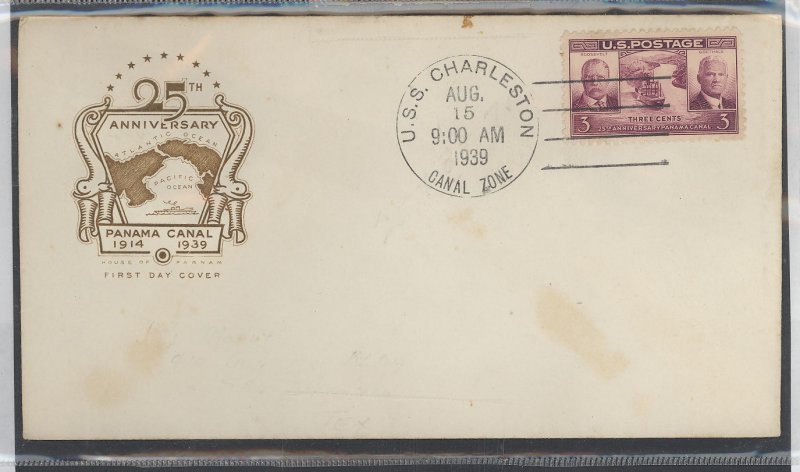 25TH
ANNIVERSARY
ATLANTIC OCEAN
PACIFIC
OCEAN
PANAMA CANAL
1914 1939
HOUSE OF FARNAM
FIRST DAY COVER
U.S.S. CHARLESTON
AUG.
15
9:00 AM
1939
CANAL ZONE
U.S. POSTAGE
ROOSEVELT GOETHALS
THREE CENTS
3 25TH ANNIVERSARY PANAMA CANAL 3